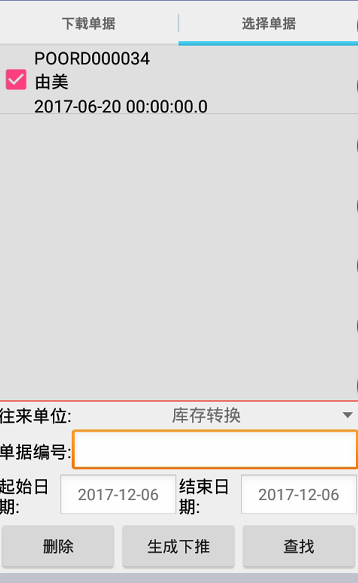 下载单据 选择单据
POORD000034
由美
2017-06-20 00:00:00.0
往来单位: 库存转换
单据编号:
起始日期: 2017-12-06 结束日期: 2017-12-06
删除 生成下推 查找